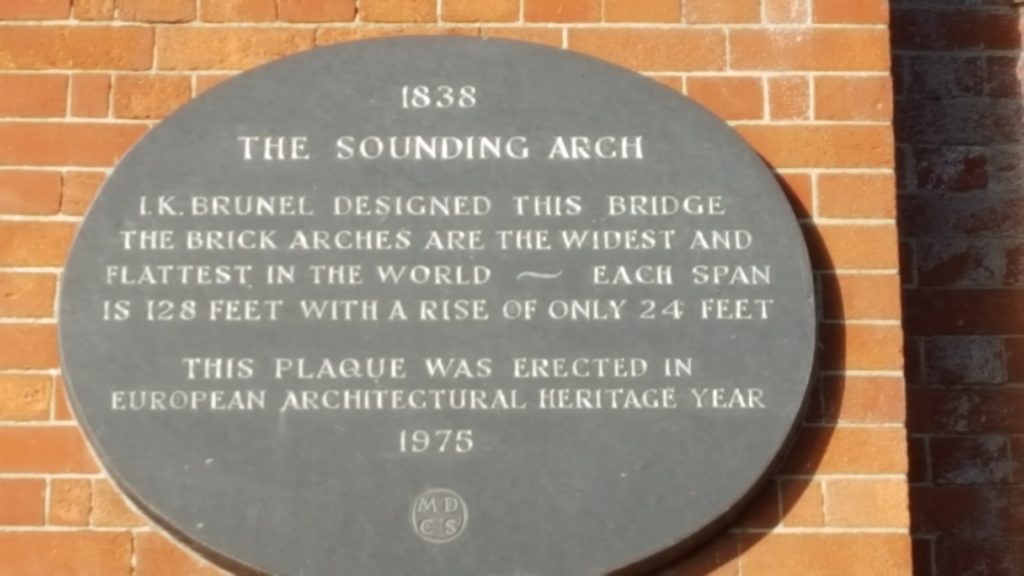 1838
THE SOUNDING ARCH
I.K. BRUNEL DESIGNED THIS BRIDGE
THE BRICK ARCHES ARE THE WIDEST AND
FLATTEST IN THE WORLD ~ EACH SPAN
IS 128 FEET WITH A RISE OF ONLY 24 FEET
THIS PLAQUE WAS ERECTED IN
EUROPEAN ARCHITECTURAL HERITAGE YEAR
1975
MD
CS